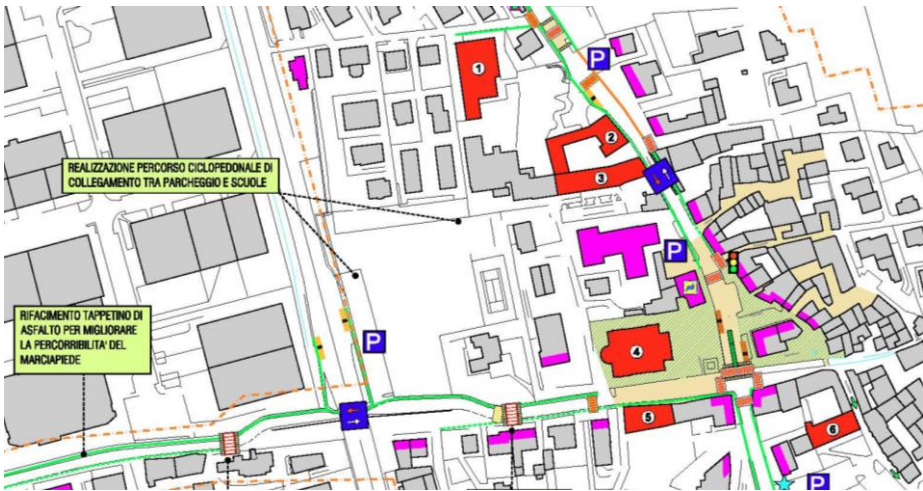 P
1
2
3
REALIZZAZIONE PERCORSO CICLOPEDONALE DI
COLLEGAMENTO TRA PARCHEGGIO E SCUOLE
P
RIFACIMENTO TAPPETINO DI
ASFALTO PER MIGLIORARE
LA PERCORRIBILITA' DEL
MARCIAPIEDE
P
4
5
6
P